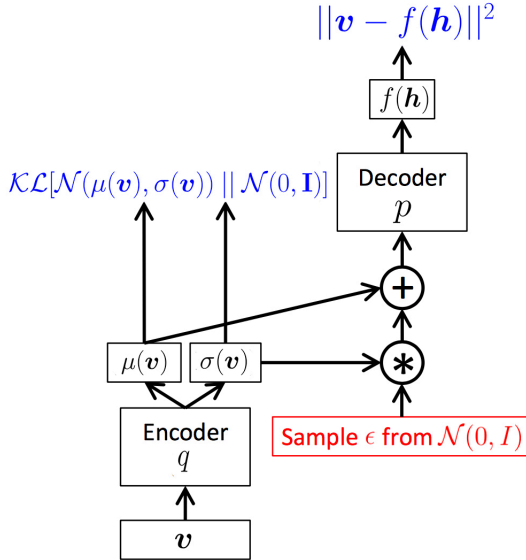 ||v − f(h)||²
f(h)
𝒦ℒ[𝒩(μ(v), σ(v)) || 𝒩(0, I)]
Decoder
p
+
μ(v)
σ(v)
*
Encoder
q
Sample ϵ from 𝒩(0, I)
v